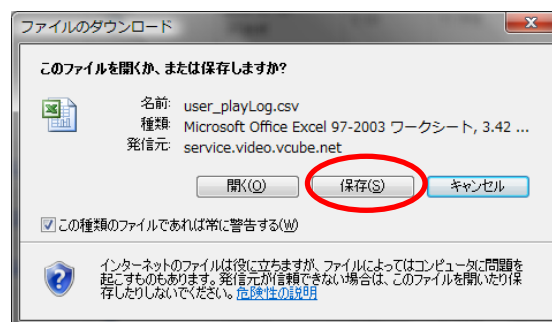 ファイルのダウンロード
このファイルを開くか、または保存しますか?
名前: user_playLog.csv
種類: Microsoft Office Excel 97-2003 ワークシート, 3.42 ...
発信元: service.video.vcube.net
開く(O) 保存(S) キャンセル
この種類のファイルであれば常に警告する(W)
インターネットのファイルは役に立ちますが、ファイルによってはコンピュータに問題を
起こすものもあります。発信元が信頼できない場合は、このファイルを開いたり保
存したりしないでください。危険性の説明